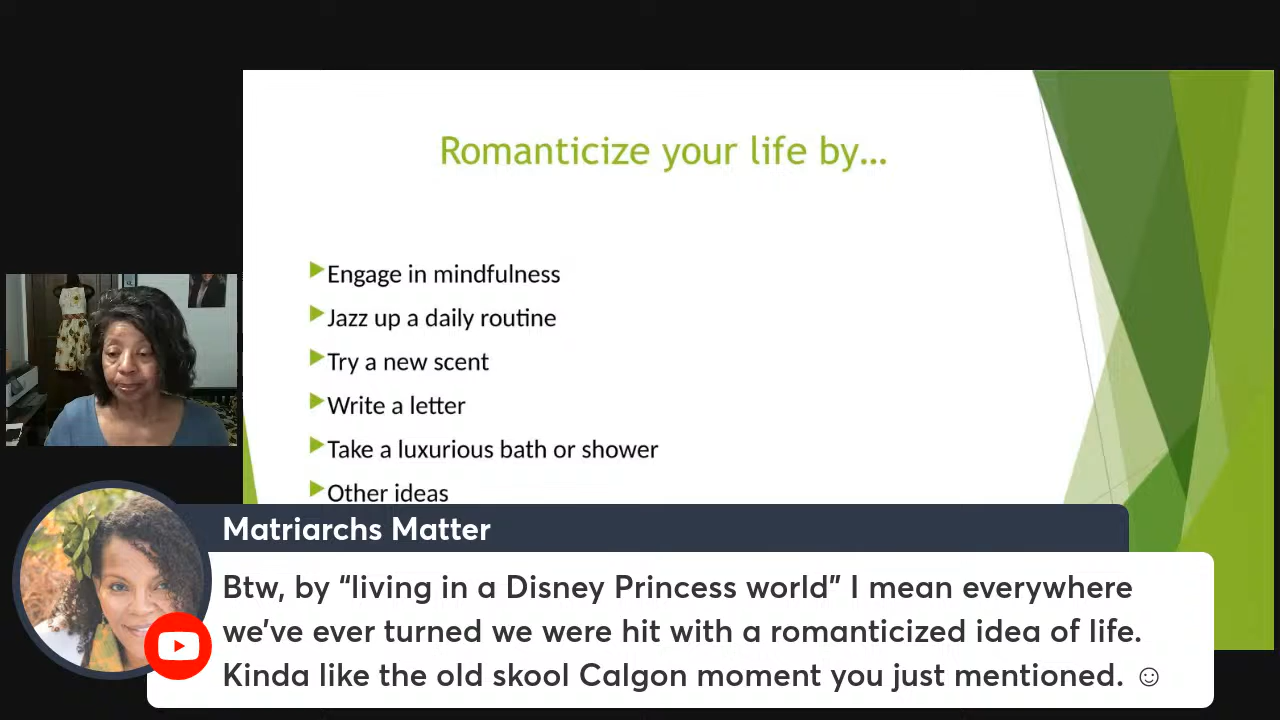 Romanticize your life by...
Engage in mindfulness
Jazz up a daily routine
Try a new scent
Write a letter
Take a luxurious bath or shower
Other ideas
Matriarchs Matter
Btw, by “living in a Disney Princess world” I mean everywhere
we’ve ever turned we were hit with a romanticized idea of life.
Kinda like the old skool Calgon moment you just mentioned. ☺